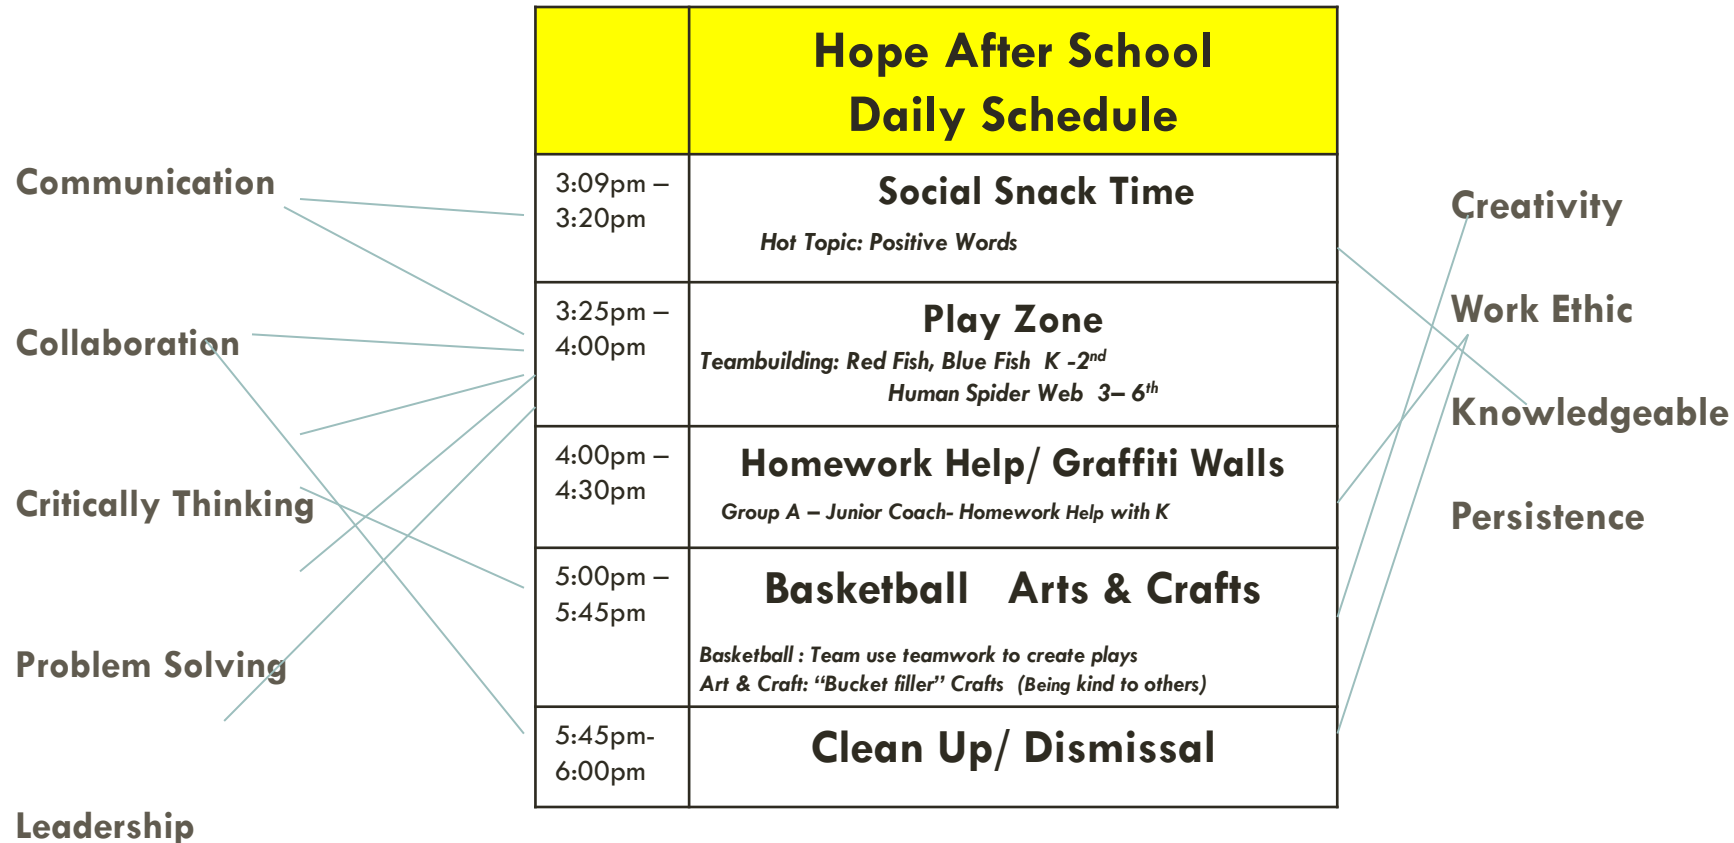 Hope After School
Daily Schedule
Communication
Collaboration
Critically Thinking
Problem Solving
Leadership
3:09pm –
3:20pm
Social Snack Time
Hot Topic: Positive Words
3:25pm –
4:00pm
Play Zone
Teambuilding: Red Fish, Blue Fish K -2nd
Human Spider Web 3– 6th
4:00pm –
4:30pm
Homework Help/ Graffiti Walls
Group A – Junior Coach- Homework Help with K
5:00pm –
5:45pm
Basketball Arts & Crafts
Basketball : Team use teamwork to create plays
Art & Craft: “Bucket filler” Crafts (Being kind to others)
5:45pm-
6:00pm
Clean Up/ Dismissal
Creativity
Work Ethic
Knowledgeable
Persistence